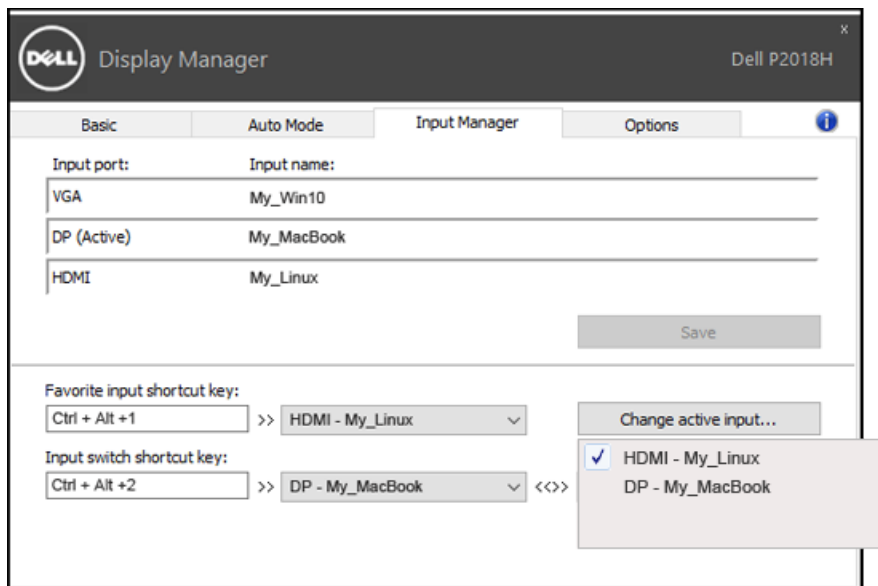 DELL Display Manager Dell P2018H x
Basic Auto Mode Input Manager Options i
Input port: Input name:
VGA My_Win10
DP (Active) My_MacBook
HDMI My_Linux
Save
Favorite input shortcut key:
Ctrl + Alt +1 >> HDMI - My_Linux Change active input...
Input switch shortcut key:
Ctrl + Alt +2 >> DP - My_MacBook <<>>
HDMI - My_Linux
DP - My_MacBook